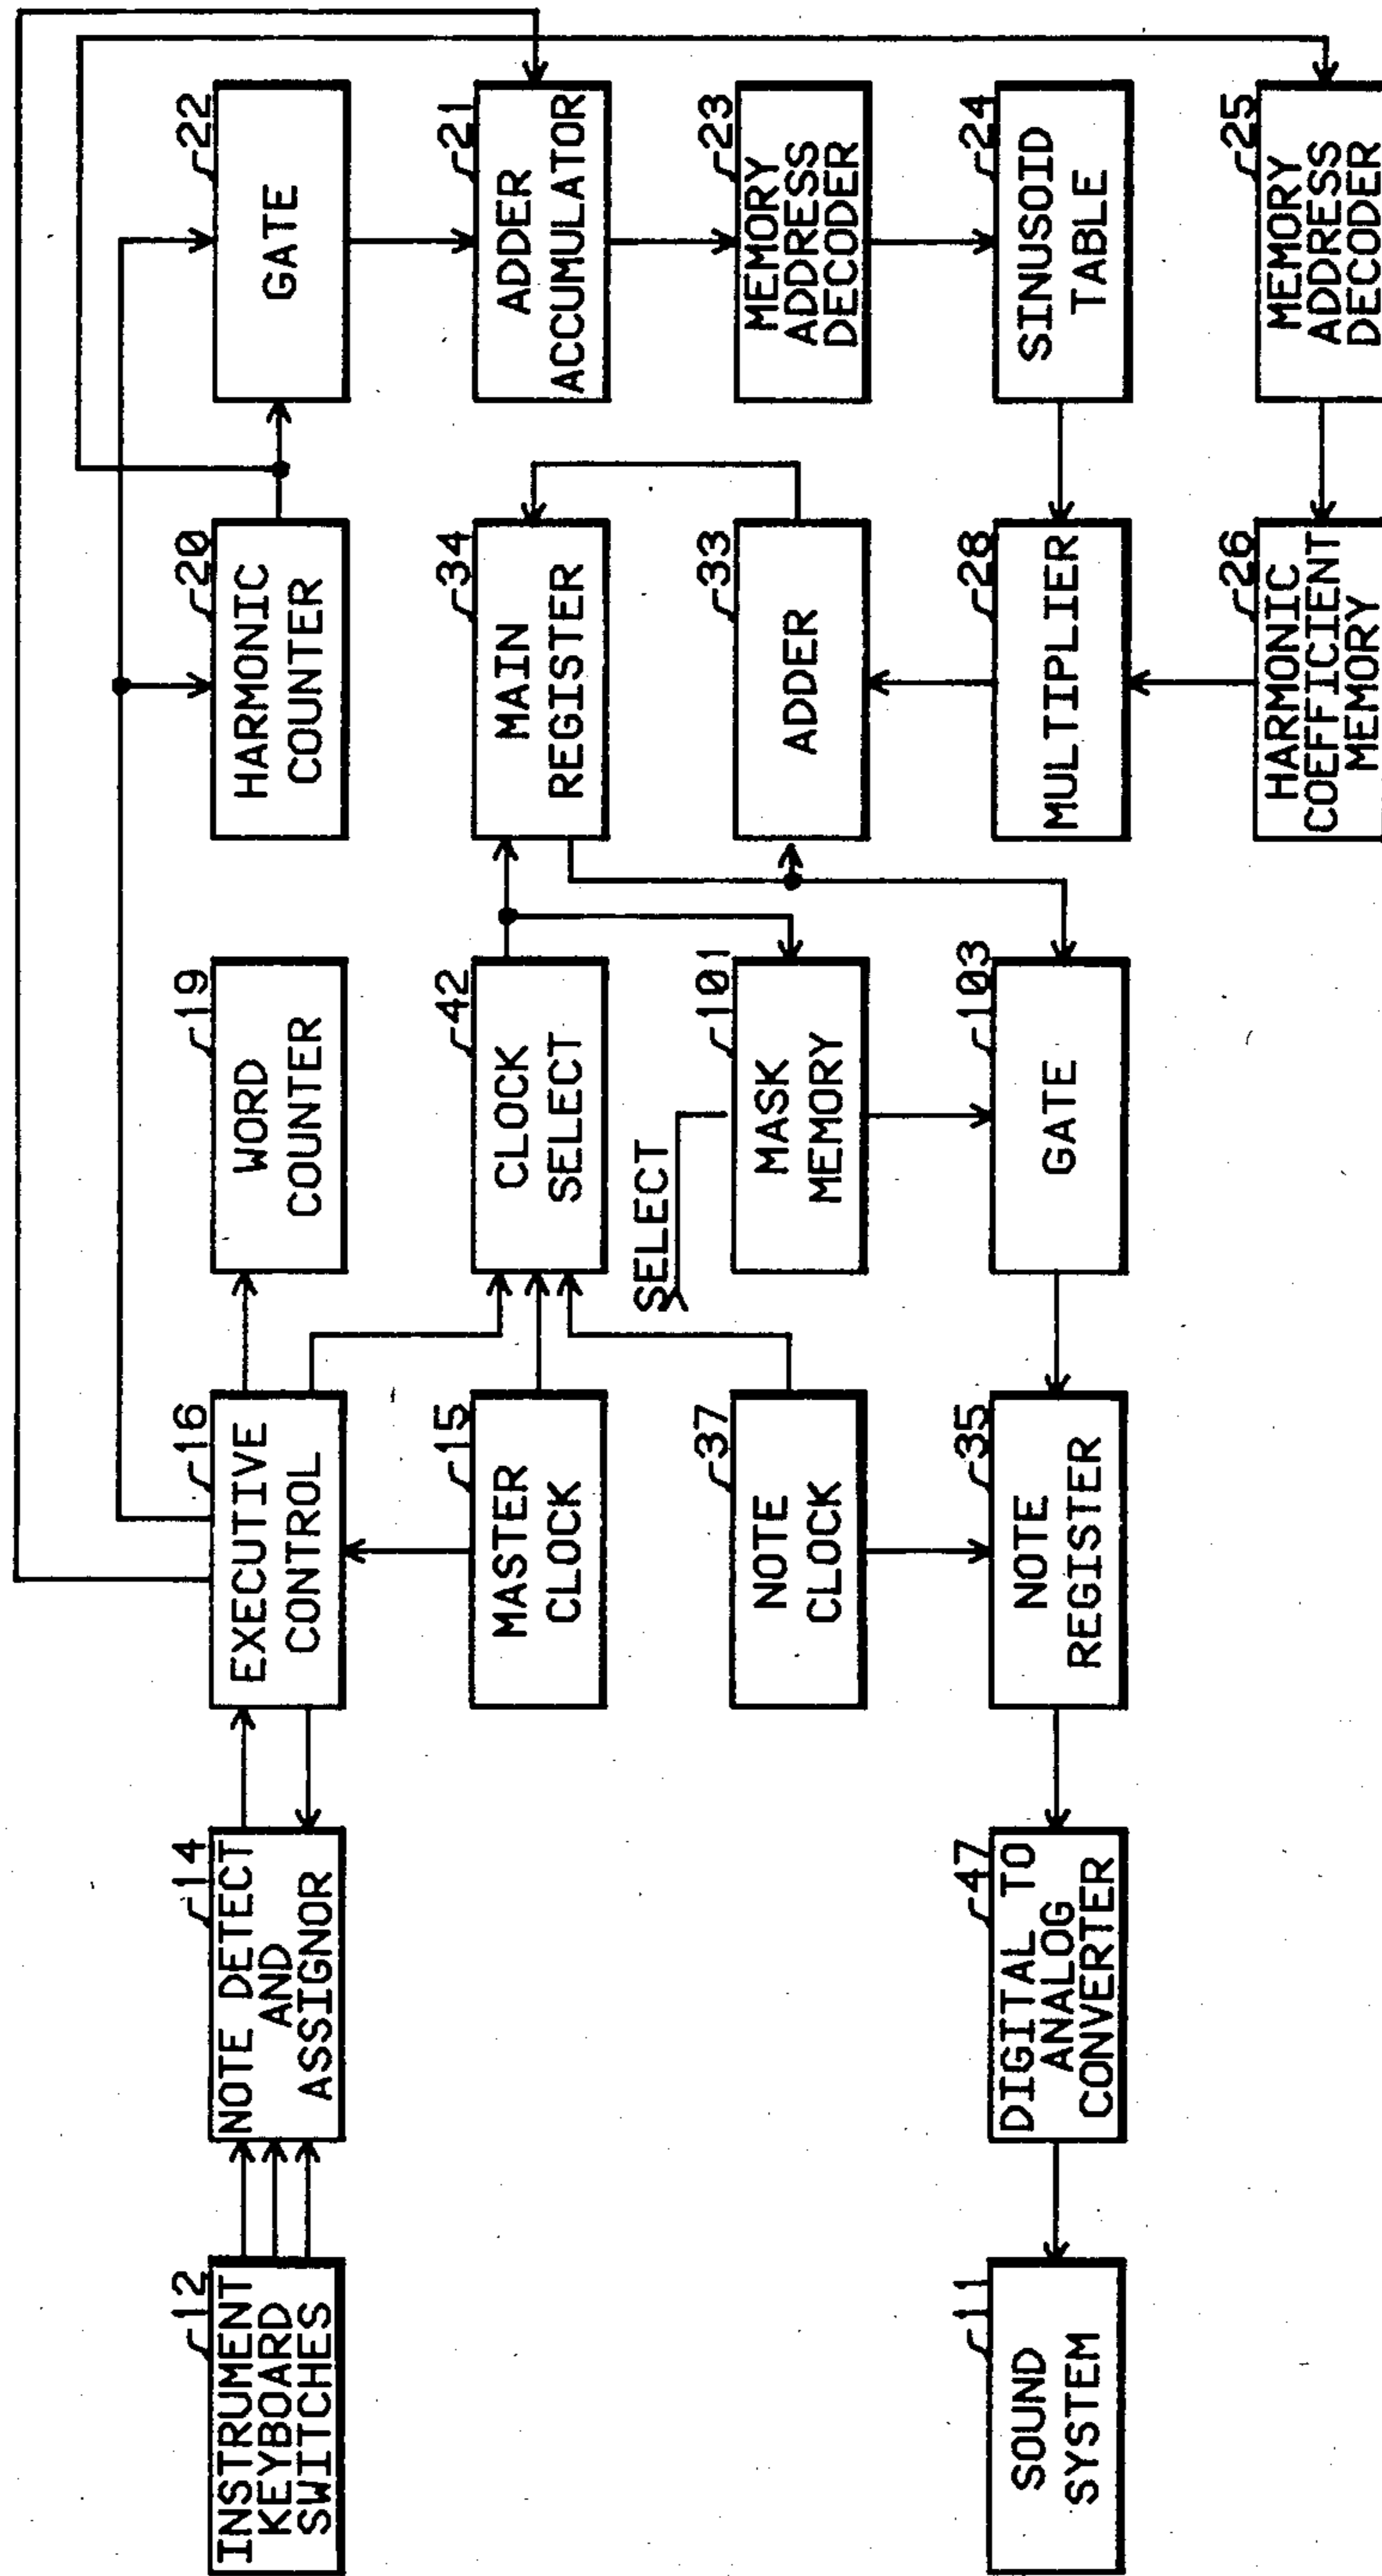 12
INSTRUMENT
KEYBOARD
SWITCHES
14
NOTE DETECT
AND
ASSIGNOR
16
EXECUTIVE
CONTROL
19
WORD
COUNTER
20
HARMONIC
COUNTER
22
GATE
15
MASTER
CLOCK
42
CLOCK
SELECT
34
MAIN
REGISTER
21
ADDER
ACCUMULATOR
SELECT
37
NOTE
CLOCK
101
MASK
MEMORY
33
ADDER
23
MEMORY
ADDRESS
DECODER
11
SOUND
SYSTEM
47
DIGITAL TO
ANALOG
CONVERTER
35
NOTE
REGISTER
103
GATE
28
MULTIPLIER
24
SINUSOID
TABLE
26
HARMONIC
COEFFICIENT
MEMORY
25
MEMORY
ADDRESS
DECODER